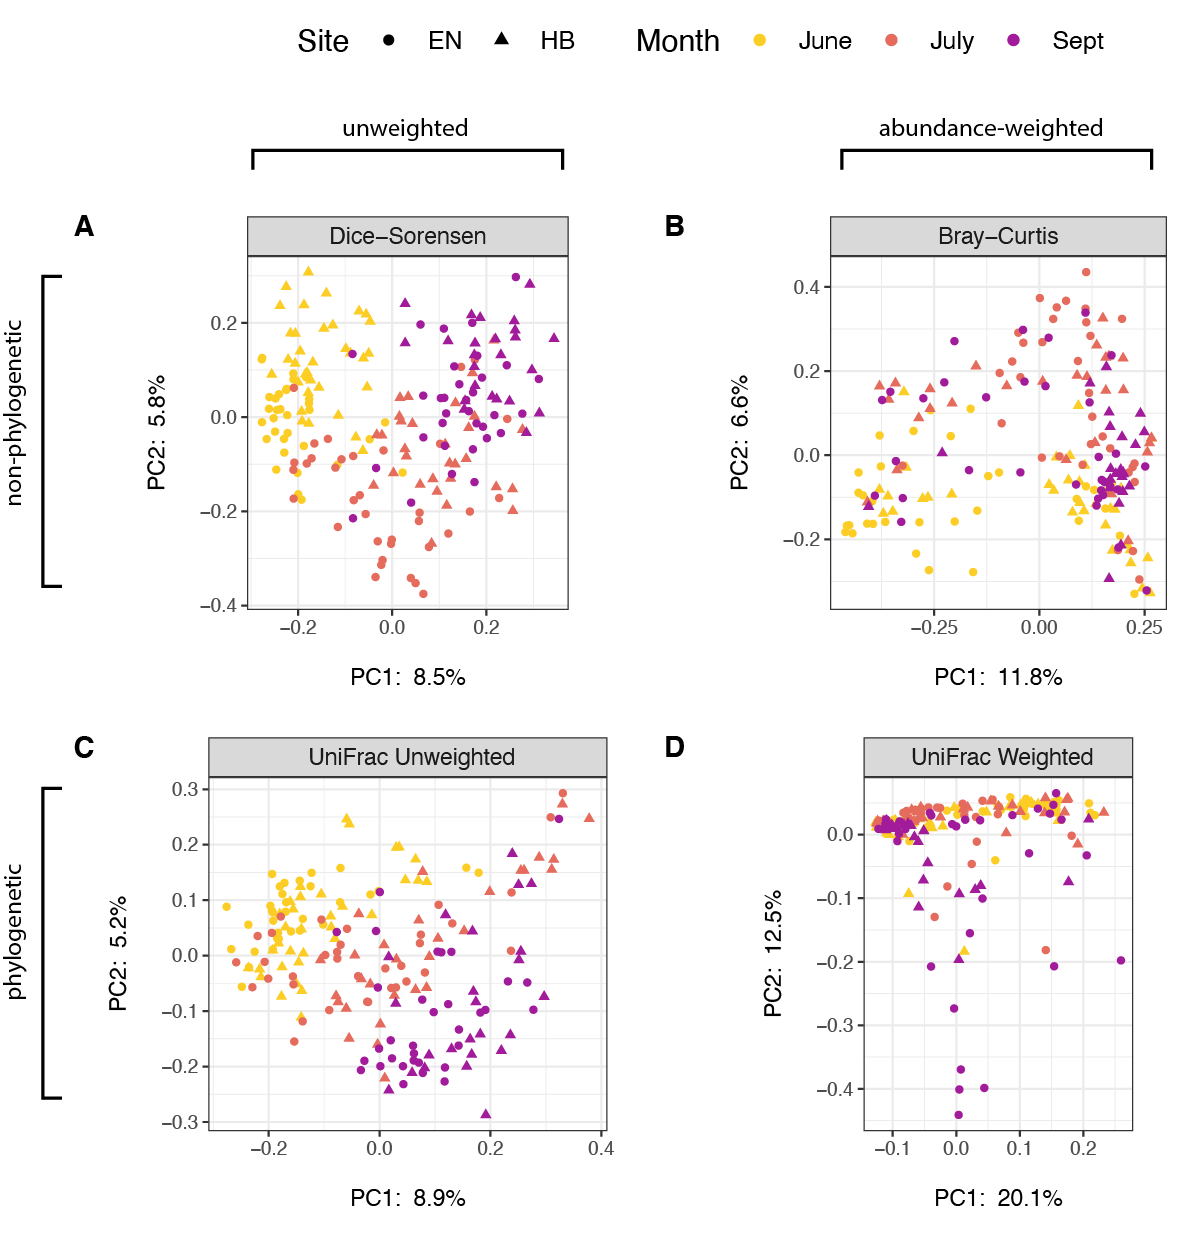 Site EN HB Month June July Sept
unweighted
abundance-weighted
non-phylogenetic
A
Dice−Sorensen
PC2: 5.8%
0.2
0.0
−0.2
−0.4
−0.2 0.0 0.2
PC1: 8.5%
B
Bray−Curtis
PC2: 6.6%
0.4
0.2
0.0
−0.2
−0.25 0.00 0.25
PC1: 11.8%
phylogenetic
C
UniFrac Unweighted
PC2: 5.2%
0.3
0.2
0.1
0.0
−0.1
−0.2
−0.3
−0.2 0.0 0.2 0.4
PC1: 8.9%
D
UniFrac Weighted
PC2: 12.5%
0.0
−0.1
−0.2
−0.3
−0.4
−0.1 0.0 0.1 0.2
PC1: 20.1%